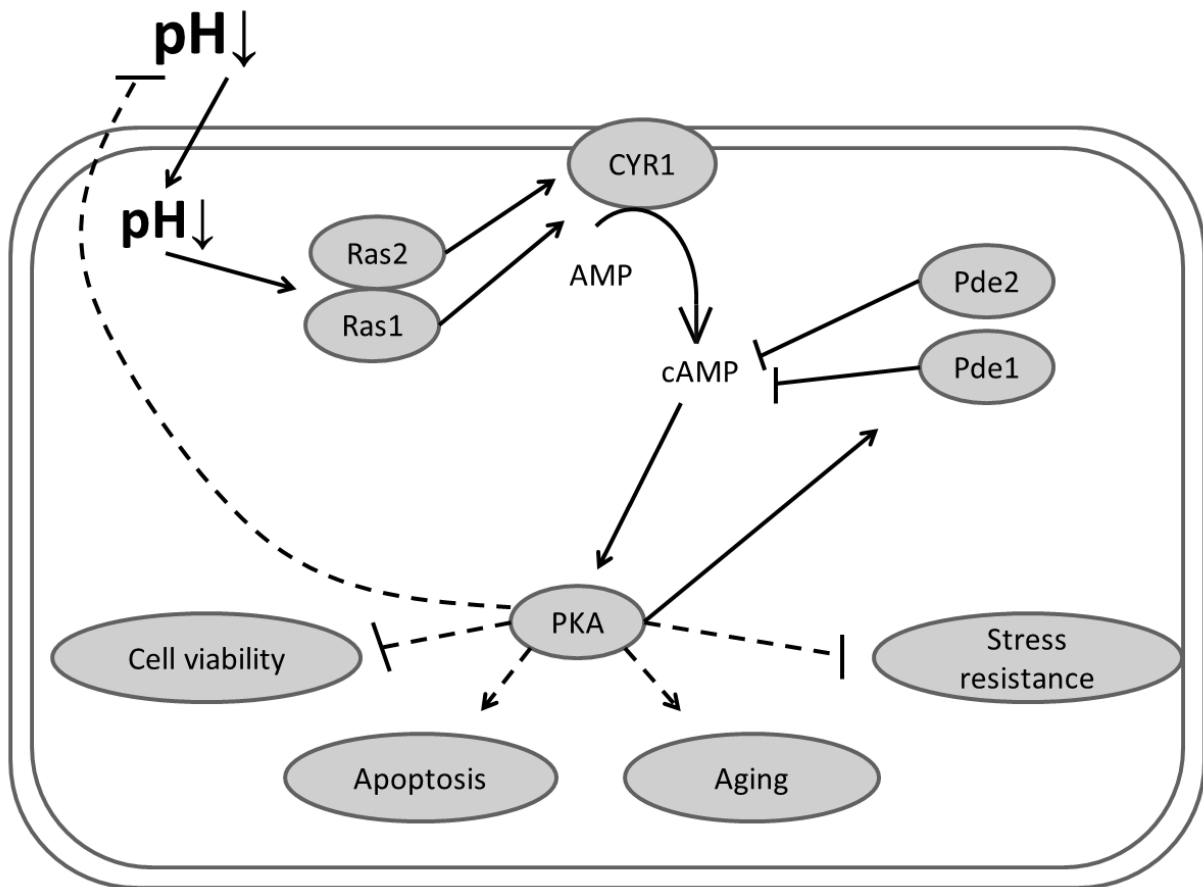 pH↓
CYR1
pH↓
Ras2
AMP
Pde2
Ras1
cAMP
Pde1
PKA
Cell viability
Stress
resistance
Apoptosis
Aging